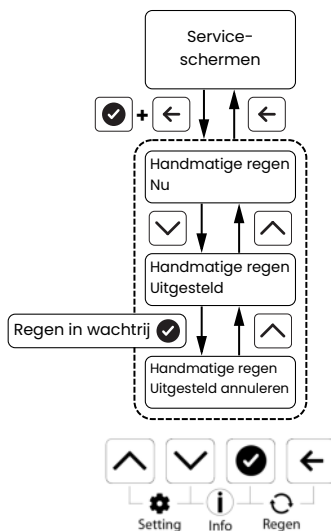 Service-
schermen
+
Handmatige regen
Nu
Handmatige regen
Uitgesteld
Regen in wachtrij
Handmatige regen
Uitgesteld annuleren
Setting Info Regen